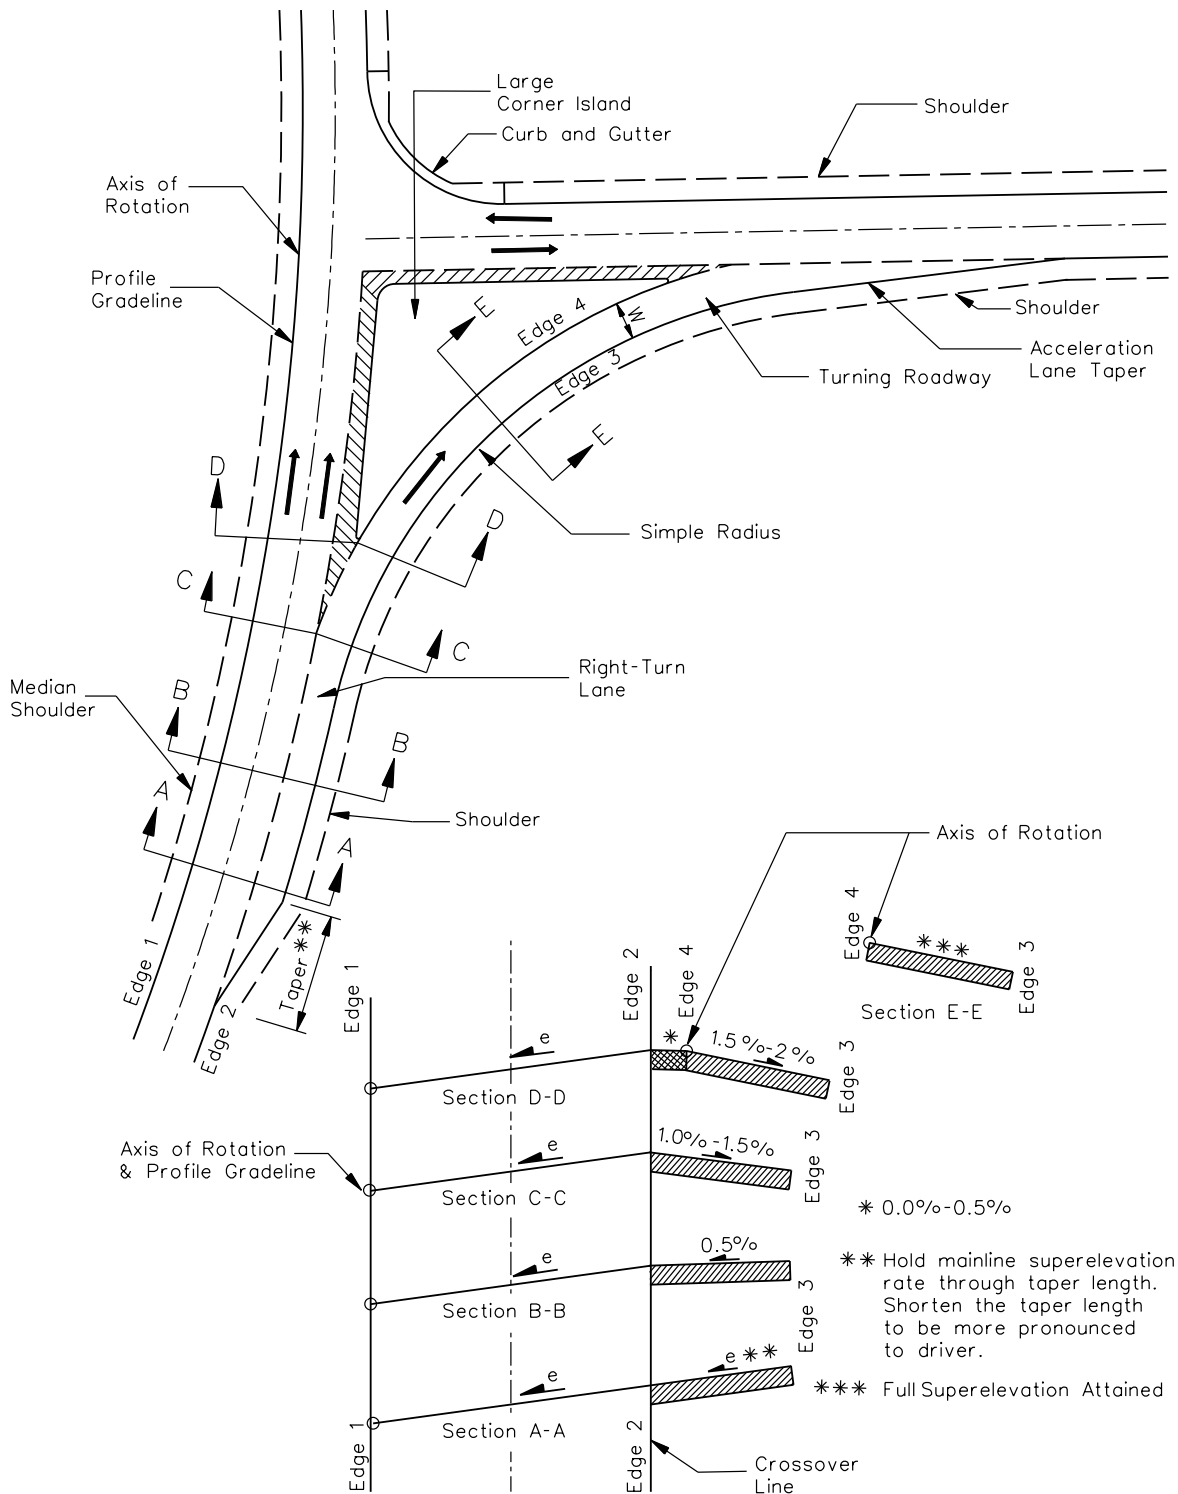 Large
Corner Island
Curb and Gutter
Shoulder
Axis of
Rotation
Profile
Gradeline
E
Edge 4
W
Edge 3
Shoulder
Acceleration
Lane Taper
Turning Roadway
E
D
D
Simple Radius
C
C
Right-Turn
Lane
Median
Shoulder
B
B
A
Shoulder
A
Axis of Rotation
Edge 1
Edge 2
Taper **
Edge 1
Edge 2
Edge 4
Edge 4
***
Edge 3
Section E-E
e
*
1.5%-2%
Edge 3
Section D-D
Axis of Rotation
& Profile Gradeline
e
1.0%-1.5%
Edge 3
Section C-C
* 0.0%-0.5%
e
0.5%
Section B-B
Edge 3
** Hold mainline superelevation
rate through taper length.
Shorten the taper length
to be more pronounced
to driver.
e
e **
*** Full Superelevation Attained
Section A-A
Edge 1
Edge 2
Crossover
Line